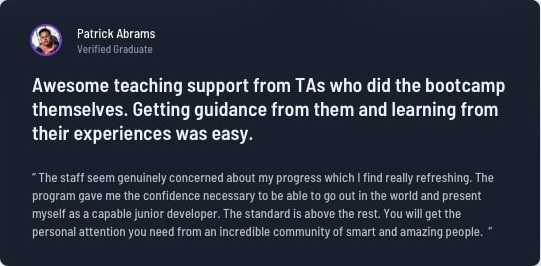 Patrick Abrams
Verified Graduate
Awesome teaching support from TAs who did the bootcamp
themselves. Getting guidance from them and learning from
their experiences was easy.
“ The staff seem genuinely concerned about my progress which I find really refreshing. The
program gave me the confidence necessary to be able to go out in the world and present
myself as a capable junior developer. The standard is above the rest. You will get the
personal attention you need from an incredible community of smart and amazing people. ”